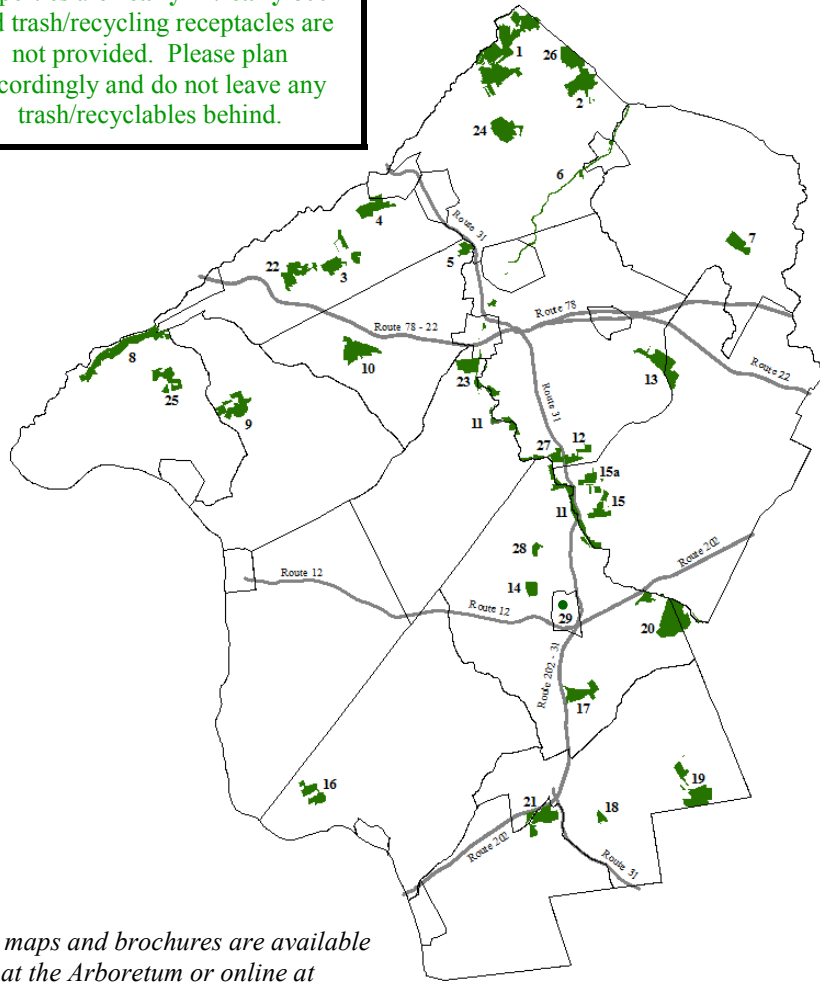 d trash/recycling receptacles are
not provided. Please plan
cordingly and do not leave any
trash/recyclables behind.
1
26
2
24
6
4
Route 31
7
5
22
3
Route 78
Route 78 - 22
8
10
13
Route 22
23
25
Route 31
9
11
27
12
15a
15
11
28
Route 202
Route 12
14
Route 12
29
20
Route 202 - 31
17
16
19
21
18
Route 202
Route 31
maps and brochures are available
at the Arboretum or online at